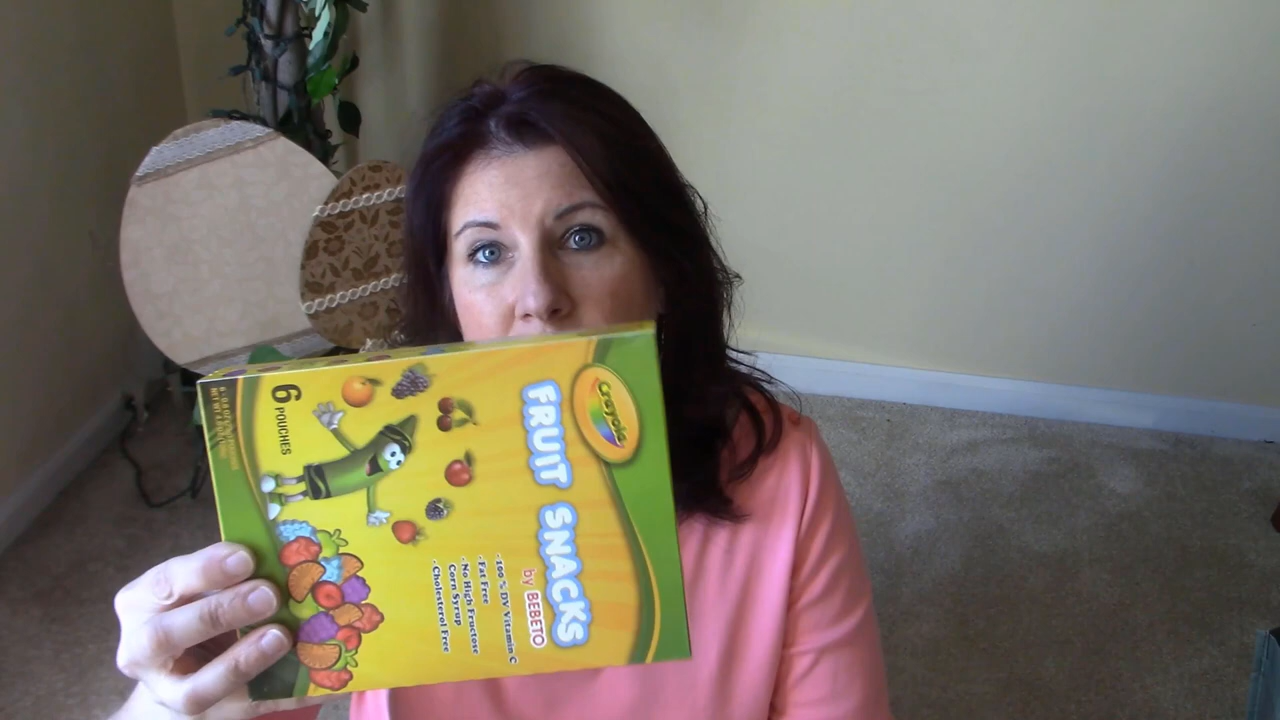 crayola
FRUIT SNACKS
by BEBETO
· 100 % DV Vitamin C
· Fat Free
· No High Fructose
Corn Syrup
· Cholesterol Free
6 POUCHES